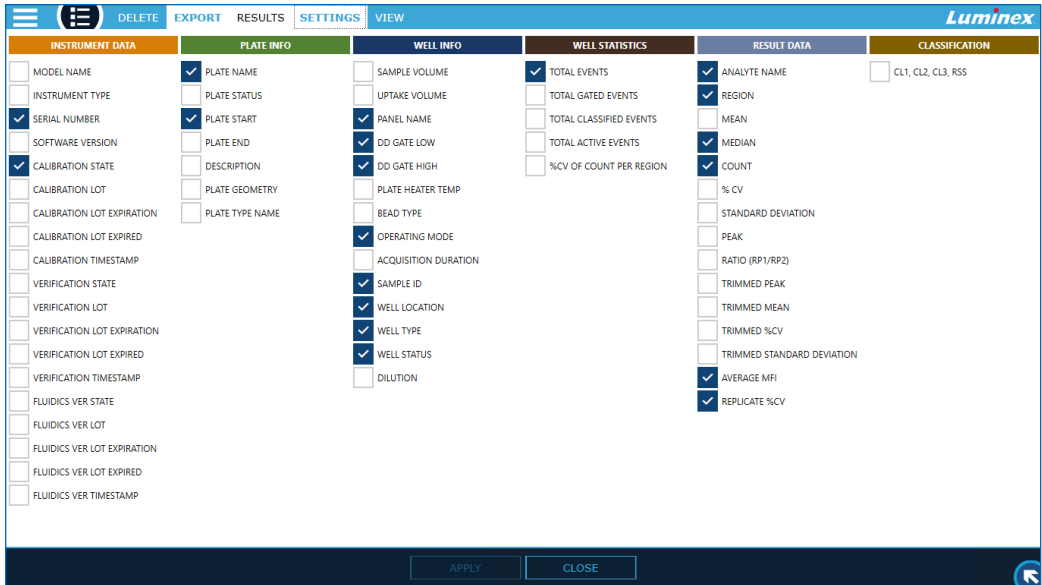 DELETE EXPORT RESULTS SETTINGS VIEW Luminex
INSTRUMENT DATA
MODEL NAME
INSTRUMENT TYPE
SERIAL NUMBER
SOFTWARE VERSION
CALIBRATION STATE
CALIBRATION LOT
CALIBRATION LOT EXPIRATION
CALIBRATION LOT EXPIRED
CALIBRATION TIMESTAMP
VERIFICATION STATE
VERIFICATION LOT
VERIFICATION LOT EXPIRATION
VERIFICATION LOT EXPIRED
VERIFICATION TIMESTAMP
FLUIDICS VER STATE
FLUIDICS VER LOT
FLUIDICS VER LOT EXPIRATION
FLUIDICS VER LOT EXPIRED
FLUIDICS VER TIMESTAMP
PLATE INFO
PLATE NAME
PLATE STATUS
PLATE START
PLATE END
DESCRIPTION
PLATE GEOMETRY
PLATE TYPE NAME
WELL INFO
SAMPLE VOLUME
UPTAKE VOLUME
PANEL NAME
DD GATE LOW
DD GATE HIGH
PLATE HEATER TEMP
BEAD TYPE
OPERATING MODE
ACQUISITION DURATION
SAMPLE ID
WELL LOCATION
WELL TYPE
WELL STATUS
DILUTION
WELL STATISTICS
TOTAL EVENTS
TOTAL GATED EVENTS
TOTAL CLASSIFIED EVENTS
TOTAL ACTIVE EVENTS
%CV OF COUNT PER REGION
RESULT DATA
ANALYTE NAME
REGION
MEAN
MEDIAN
COUNT
% CV
STANDARD DEVIATION
PEAK
RATIO (RP1/RP2)
TRIMMED PEAK
TRIMMED MEAN
TRIMMED %CV
TRIMMED STANDARD DEVIATION
AVERAGE MFI
REPLICATE %CV
CLASSIFICATION
CL1, CL2, CL3, RSS
APPLY CLOSE